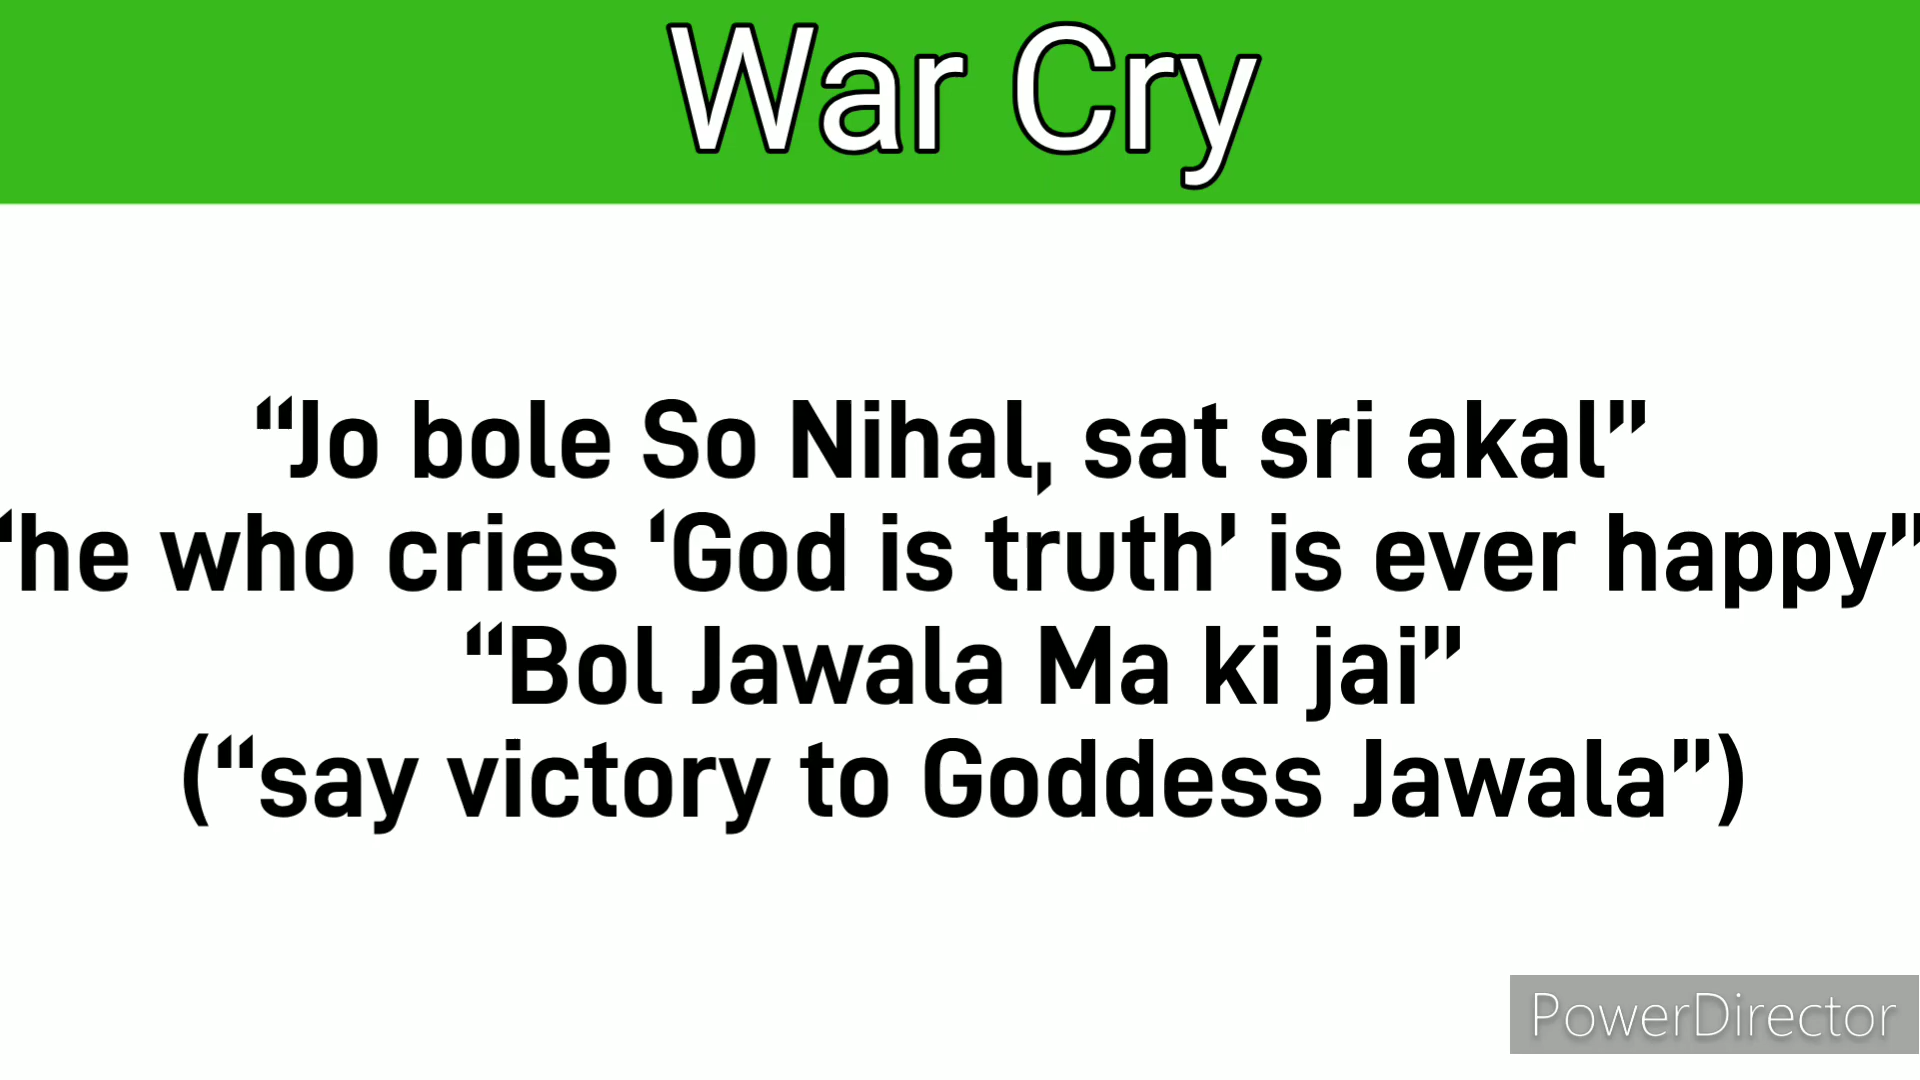 War Cry
“Jo bole So Nihal, sat sri akal”
“he who cries ‘God is truth’ is ever happy”
“Bol Jawala Ma ki jai”
(“say victory to Goddess Jawala”)
PowerDirector